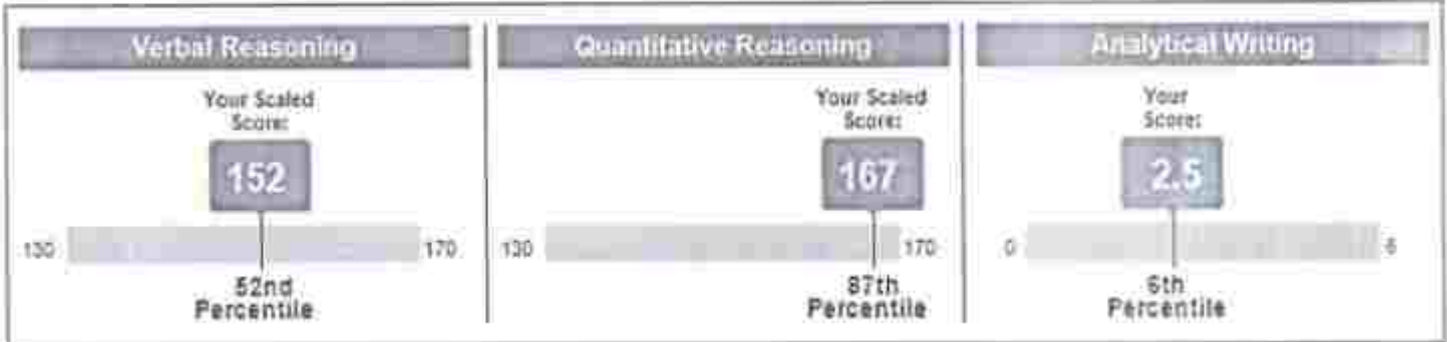 Verbal Reasoning
Your Scaled
Score:
152
130
170
52nd
Percentile
Quantitative Reasoning
Your Scaled
Score:
167
130
170
87th
Percentile
Analytical Writing
Your
Score:
2.5
0
6
6th
Percentile